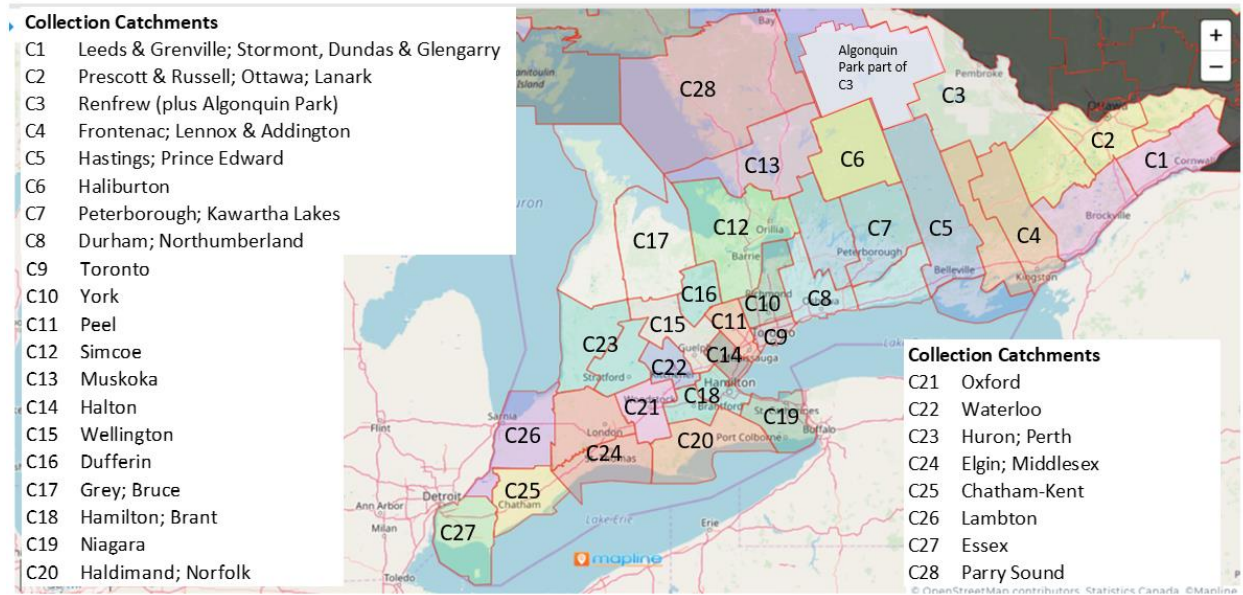 Collection Catchments
C1 Leeds & Grenville; Stormont, Dundas & Glengarry
C2 Prescott & Russell; Ottawa; Lanark
C3 Renfrew (plus Algonquin Park)
C4 Frontenac; Lennox & Addington
C5 Hastings; Prince Edward
C6 Haliburton
C7 Peterborough; Kawartha Lakes
C8 Durham; Northumberland
C9 Toronto
C10 York
C11 Peel
C12 Simcoe
C13 Muskoka
C14 Halton
C15 Wellington
C16 Dufferin
C17 Grey; Bruce
C18 Hamilton; Brant
C19 Niagara
C20 Haldimand; Norfolk
Bay
+
−
Algonquin
Park part of
C3
Pembroke
Island
C28
C3
Ottawa
C2
C13
C6
C1
Cornwall
Brockville
C17
C12
Orillia
Barrie
C7
Peterborough
C5
C4
Belleville
Kingston
C16
C10
C8
C15
C11
C9
C23
Stratford
C22
C14
Hamilton
C18
Brantford
C21
C19
Buffalo
Sarnia
C26
London
C24
C20
Port Colborne
Flint
Detroit
C25
Chatham
Ann Arbor
Milan
C27
Lake Erie
Erie
Toledo
mapline
Collection Catchments
C21 Oxford
C22 Waterloo
C23 Huron; Perth
C24 Elgin; Middlesex
C25 Chatham-Kent
C26 Lambton
C27 Essex
C28 Parry Sound
© OpenStreetMap contributors, Statistics Canada, ©Mapline